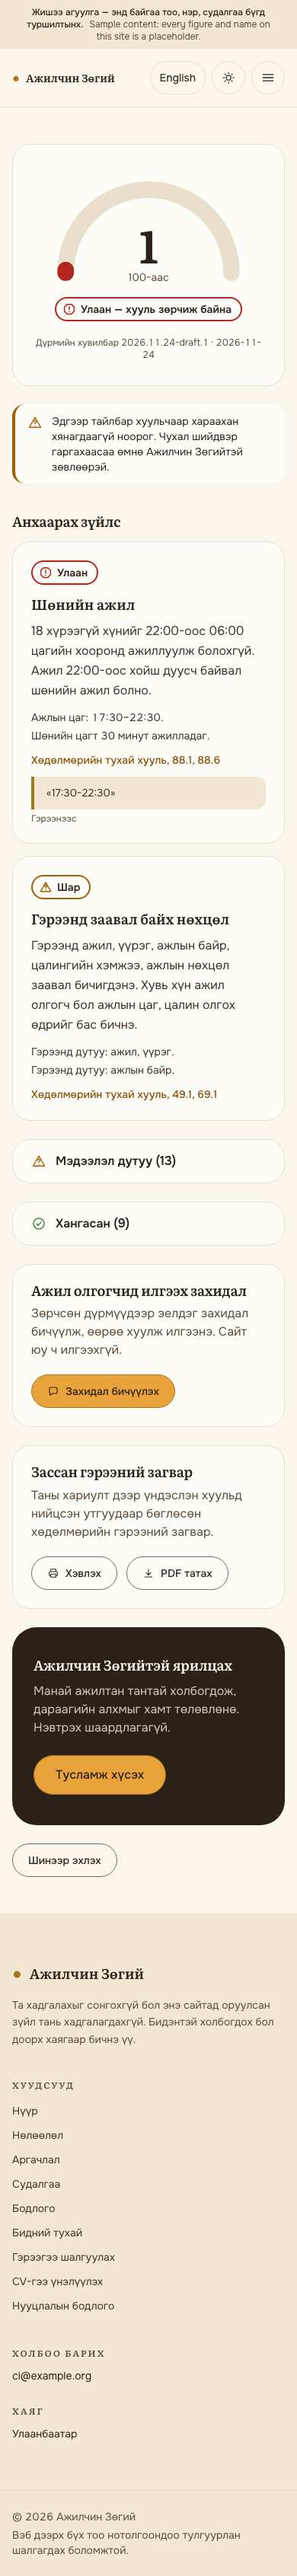 Жишээ агуулга — энд байгаа тоо, нэр, судалгаа бүгд
туршилтынх. Sample content: every figure and name on
this site is a placeholder.
Ажилчин Зөгий
English
1
100-аас
Улаан — хууль зөрчиж байна
Дүрмийн хувилбар 2026.11.24-draft.1 · 2026-11-
24
Эдгээр тайлбар хуульчаар хараахан
хянагдаагүй ноорог. Чухал шийдвэр
гаргахаасаа өмнө Ажилчин Зөгийтэй
зөвлөөрэй.
Анхаарах зүйлс
Улаан
Шөнийн ажил
18 хүрээгүй хүнийг 22:00-оос 06:00
цагийн хооронд ажиллуулж болохгүй.
Ажил 22:00-оос хойш дуусч байвал
шөнийн ажил болно.
Ажлын цаг: 17:30–22:30.
Шөнийн цагт 30 минут ажилладаг.
Хөдөлмөрийн тухай хууль, 88.1, 88.6
«17:30-22:30»
Гэрээнээс
Шар
Гэрээнд заавал байх нөхцөл
Гэрээнд ажил, үүрэг, ажлын байр,
цалингийн хэмжээ, ажлын нөхцөл
заавал бичигдэнэ. Хувь хүн ажил
олгогч бол ажлын цаг, цалин олгох
өдрийг бас бичнэ.
Гэрээнд дутуу: ажил, үүрэг.
Гэрээнд дутуу: ажлын байр.
Хөдөлмөрийн тухай хууль, 49.1, 69.1
Мэдээлэл дутуу (13)
Хангасан (9)
Ажил олгогчид илгээх захидал
Зөрчсөн дүрмүүдээр эелдэг захидал
бичүүлж, өөрөө хуулж илгээнэ. Сайт
юу ч илгээхгүй.
Захидал бичүүлэх
Зассан гэрээний загвар
Таны хариулт дээр үндэслэн хуульд
нийцсэн утгуудаар бөглөсөн
хөдөлмөрийн гэрээний загвар.
Хэвлэх
PDF татах
Ажилчин Зөгийтэй ярилцах
Манай ажилтан тантай холбогдож,
дараагийн алхмыг хамт төлөвлөнө.
Нэвтрэх шаардлагагүй.
Тусламж хүсэх
Шинээр эхлэх
Ажилчин Зөгий
Та хадгалахыг сонгохгүй бол энэ сайтад оруулсан
зүйл тань хадгалагдахгүй. Бидэнтэй холбогдох бол
доорх хаягаар бичнэ үү.
ХУУДСУУД
Нүүр
Нөлөөлөл
Аргачлал
Судалгаа
Бодлого
Бидний тухай
Гэрээгээ шалгуулах
CV-гээ үнэлүүлэх
Нууцлалын бодлого
ХОЛБОО БАРИХ
ci@example.org
ХАЯГ
Улаанбаатар
© 2026 Ажилчин Зөгий
Вэб дээрх бүх тоо нотолгоондоо тулгуурлан
шалгагдах боломжтой.